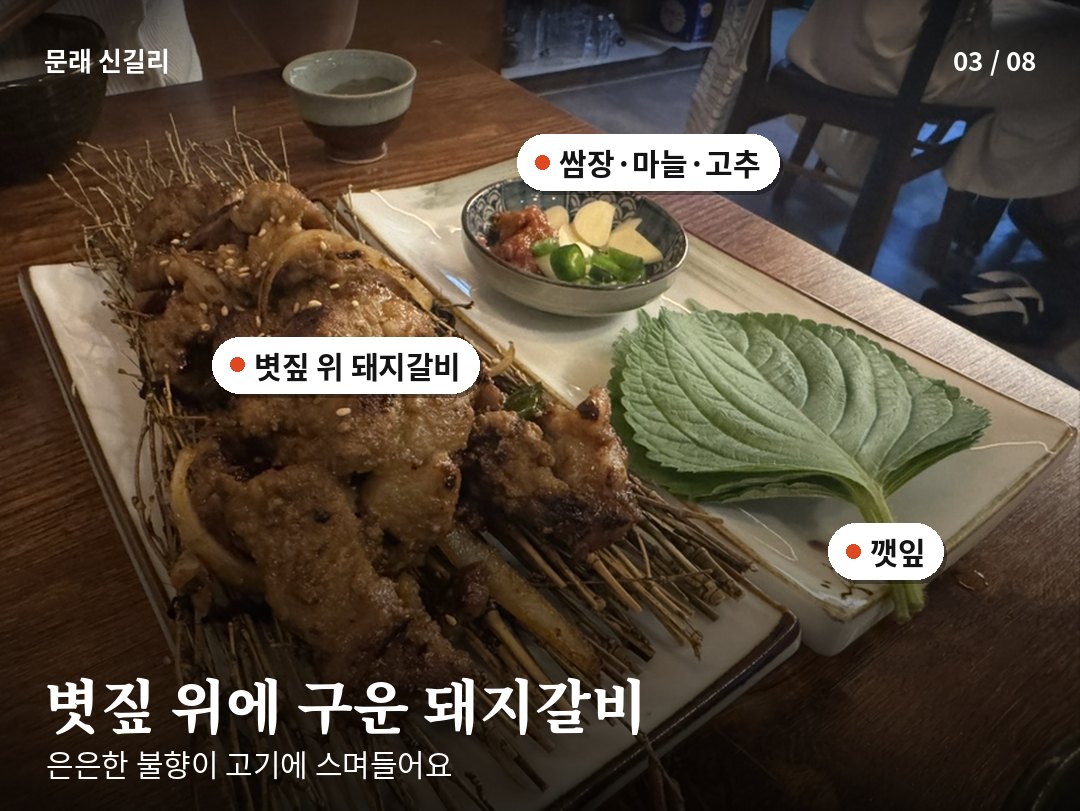 문래 신길리
03 / 08
쌈장·마늘·고추
볏짚 위 돼지갈비
깻잎
볏짚 위에 구운 돼지갈비
은은한 불향이 고기에 스며들어요